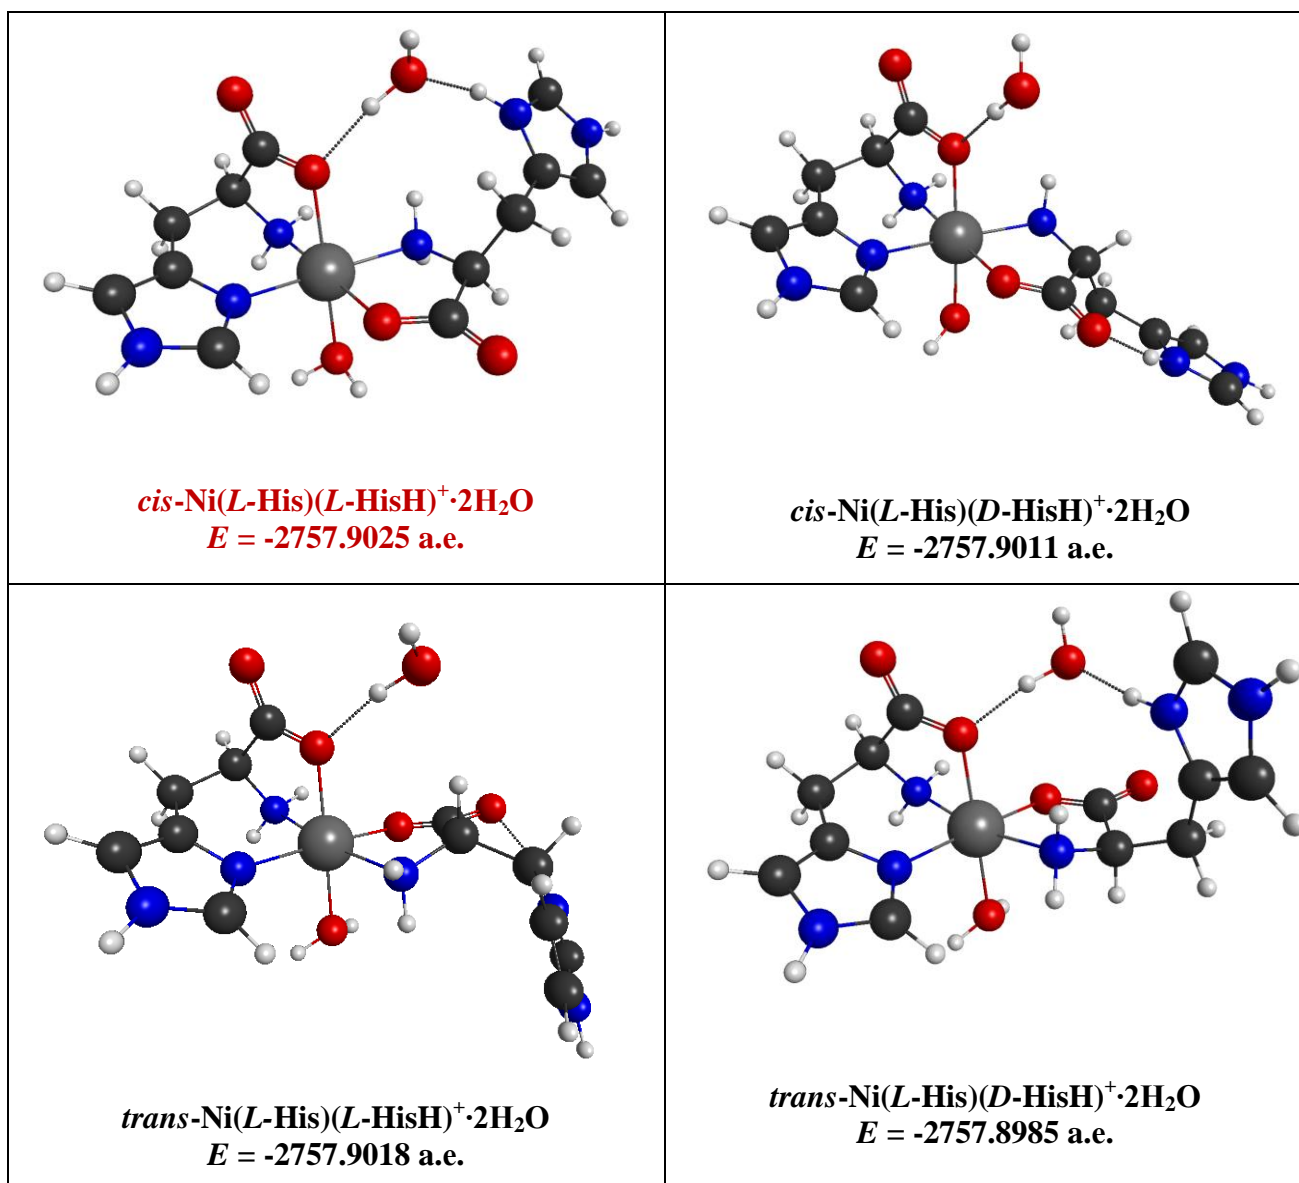 cis-Ni(L-His)(L-HisH)⁺·2H₂O
E = -2757.9025 a.e.
cis-Ni(L-His)(D-HisH)⁺·2H₂O
E = -2757.9011 a.e.
trans-Ni(L-His)(L-HisH)⁺·2H₂O
E = -2757.9018 a.e.
trans-Ni(L-His)(D-HisH)⁺·2H₂O
E = -2757.8985 a.e.